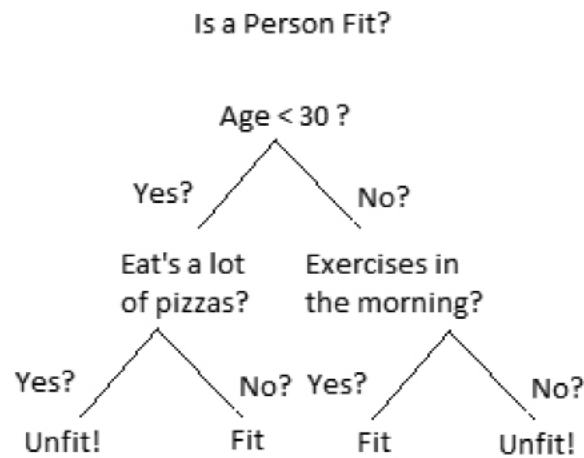 Is a Person Fit?
Age < 30 ?
Yes?
No?
Eat's a lot
of pizzas?
Exercises in
the morning?
Yes?
No?
Yes?
No?
Unfit!
Fit
Fit
Unfit!